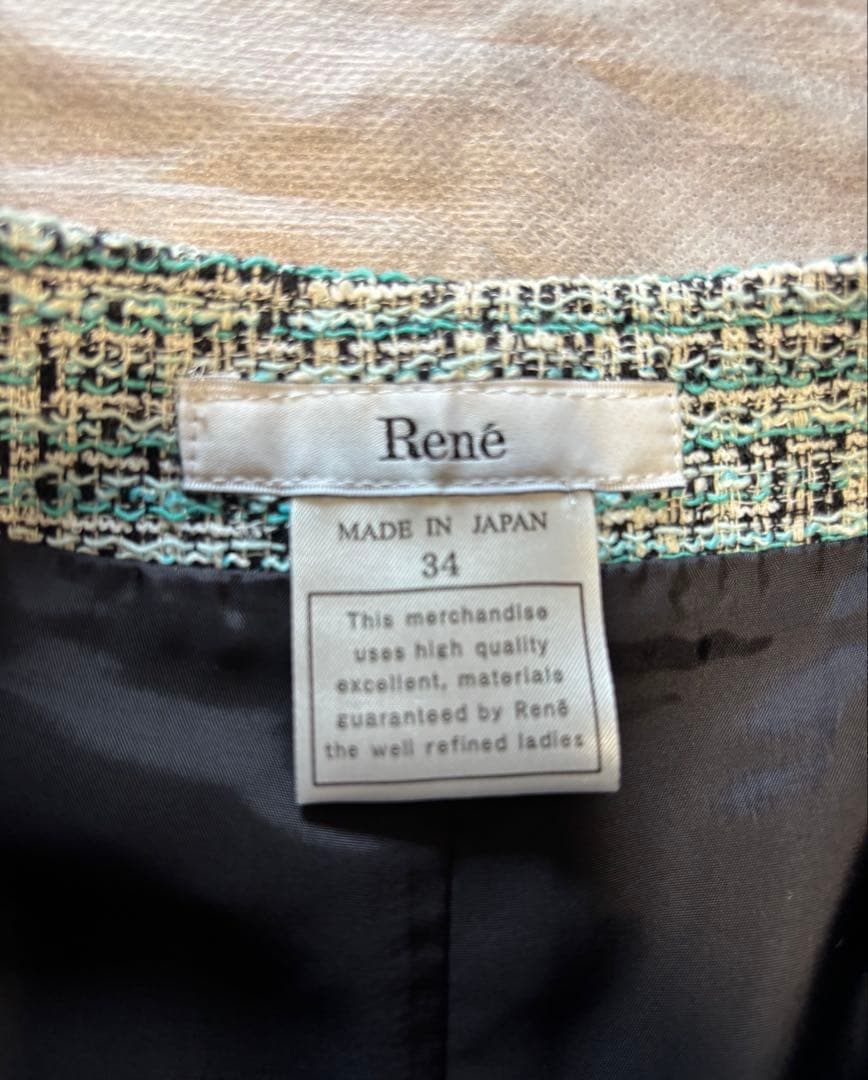 René
MADE IN JAPAN
34
This merchandise
uses high quality
excellent, materials
guaranteed by René
the well refined ladies